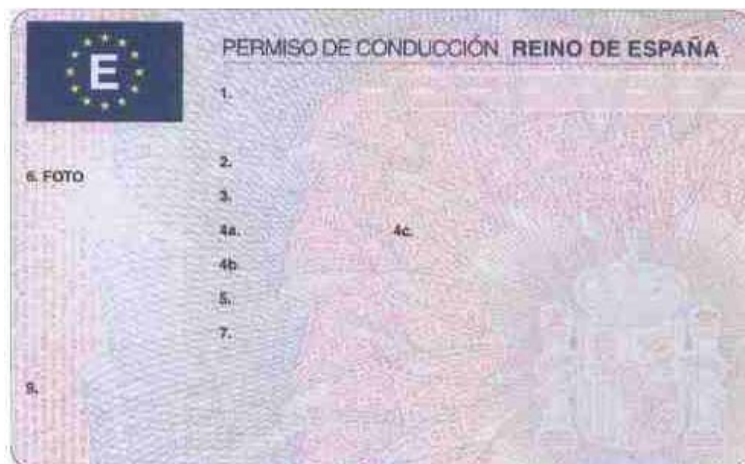 E
PERMISO DE CONDUCCIÓN REINO DE ESPAÑA
1.
2.
6. FOTO
3.
4a. 4c.
4b
5.
7.
9.